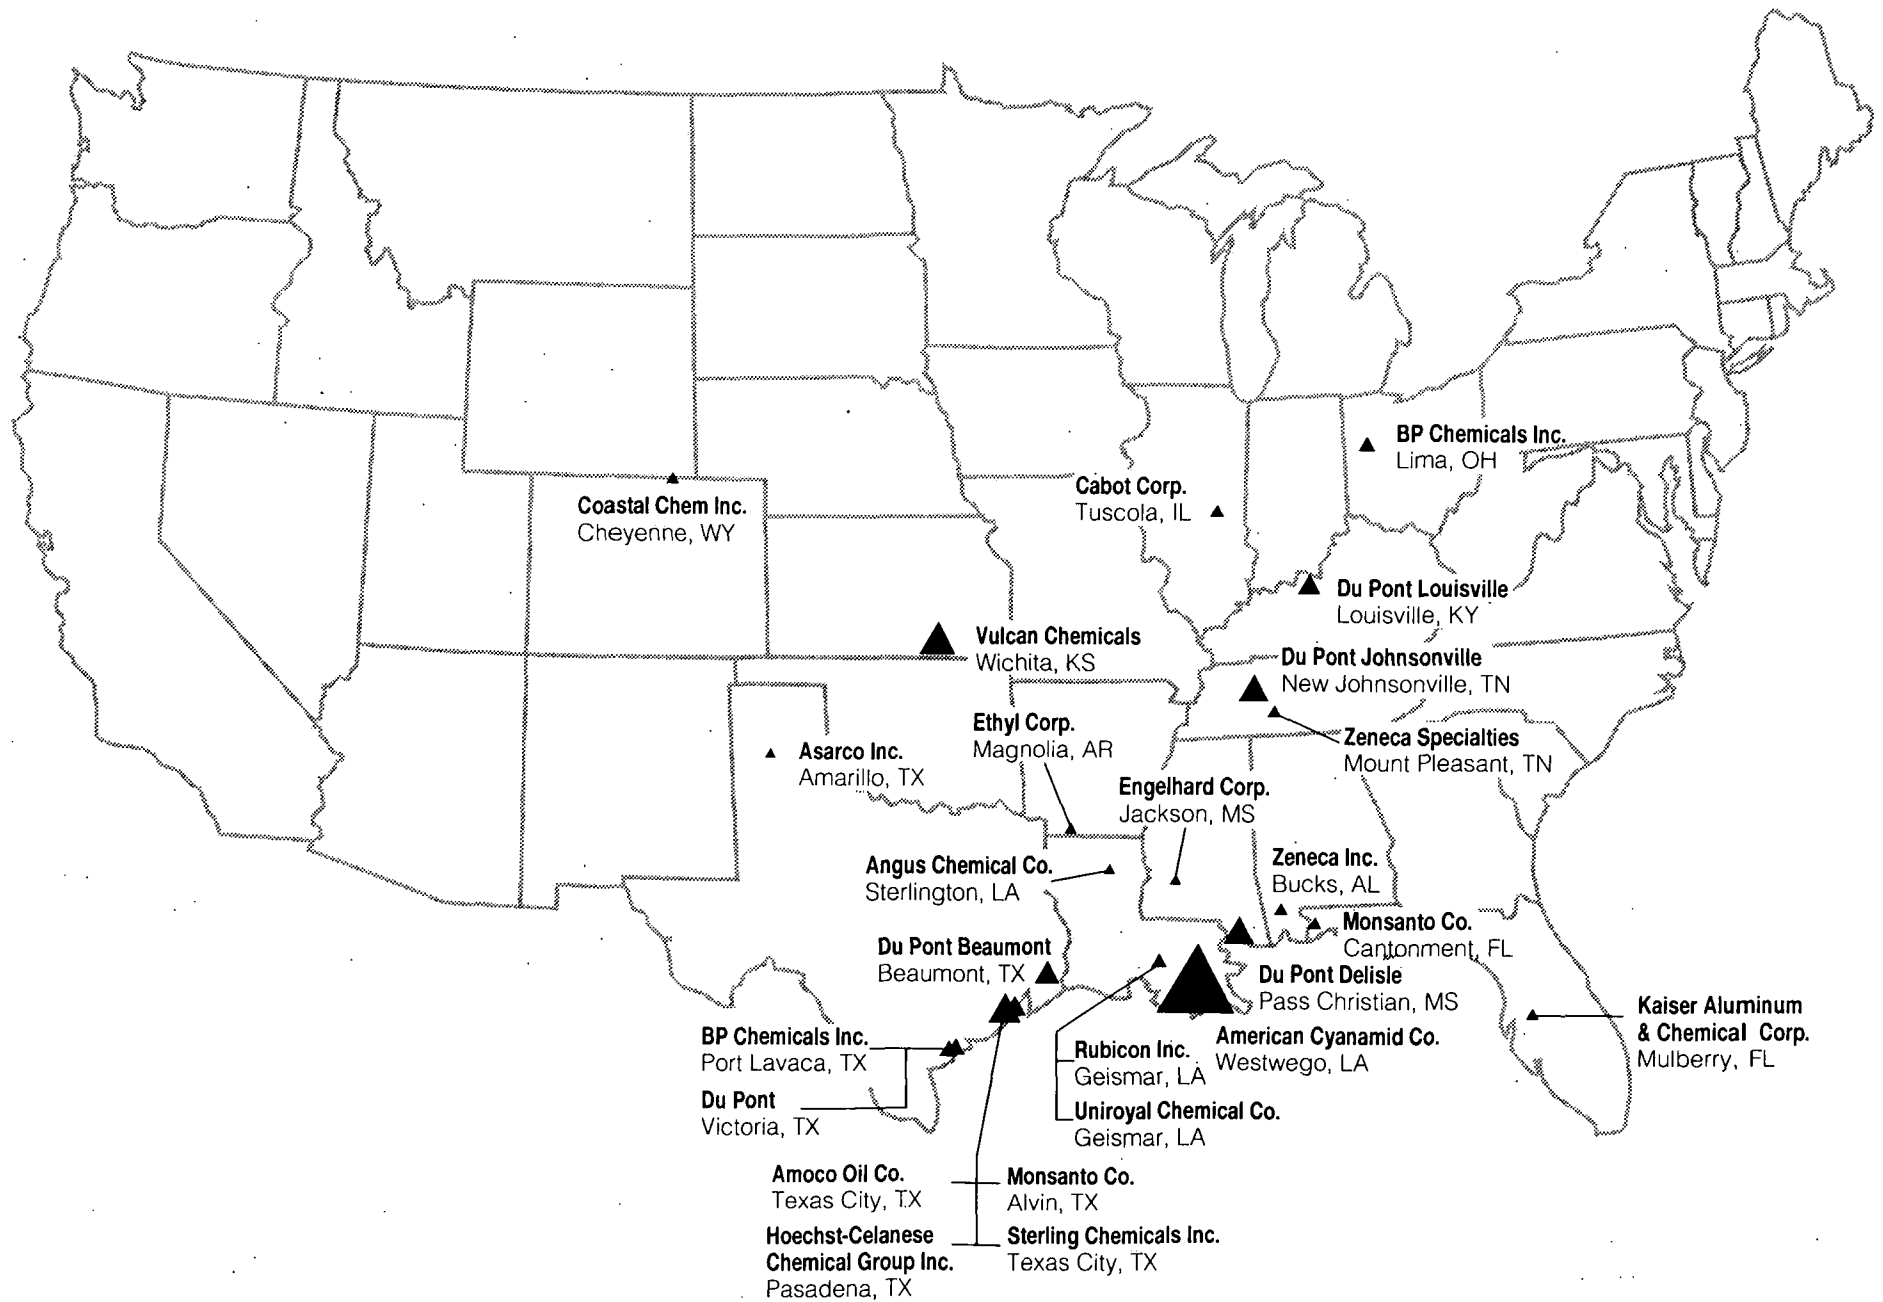 BP Chemicals Inc.
Lima, OH
Cabot Corp.
Tuscola, IL
Coastal Chem Inc.
Cheyenne, WY
Du Pont Louisville
Louisville, KY
Vulcan Chemicals
Wichita, KS
Du Pont Johnsonville
New Johnsonville, TN
Ethyl Corp.
Magnolia, AR
Zeneca Specialties
Mount Pleasant, TN
Asarco Inc.
Amarillo, TX
Engelhard Corp.
Jackson, MS
Angus Chemical Co.
Sterlington, LA
Zeneca Inc.
Bucks, AL
Monsanto Co.
Cantonment, FL
Du Pont Beaumont
Beaumont, TX
Du Pont Delisle
Pass Christian, MS
Kaiser Aluminum
& Chemical Corp.
Mulberry, FL
BP Chemicals Inc.
Port Lavaca, TX
Rubicon Inc.
Geismar, LA
American Cyanamid Co.
Westwego, LA
Du Pont
Victoria, TX
Uniroyal Chemical Co.
Geismar, LA
Amoco Oil Co.
Texas City, TX
Monsanto Co.
Alvin, TX
Hoechst-Celanese
Chemical Group Inc.
Pasadena, TX
Sterling Chemicals Inc.
Texas City, TX